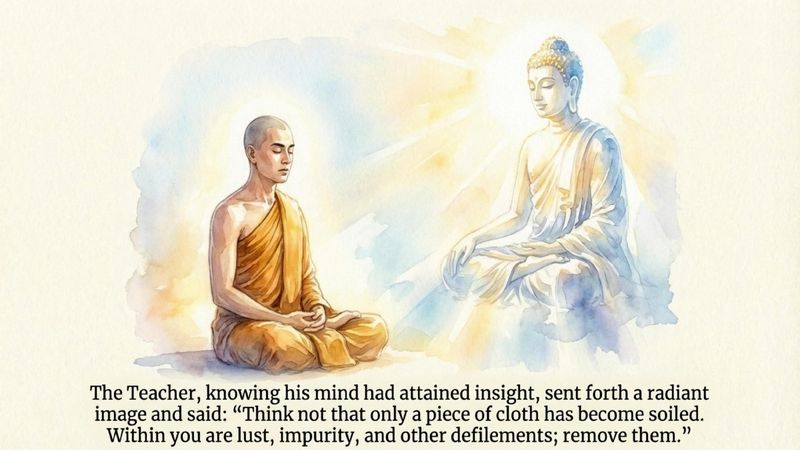 The Teacher, knowing his mind had attained insight, sent forth a radiant
image and said: “Think not that only a piece of cloth has become soiled.
Within you are lust, impurity, and other defilements; remove them.”